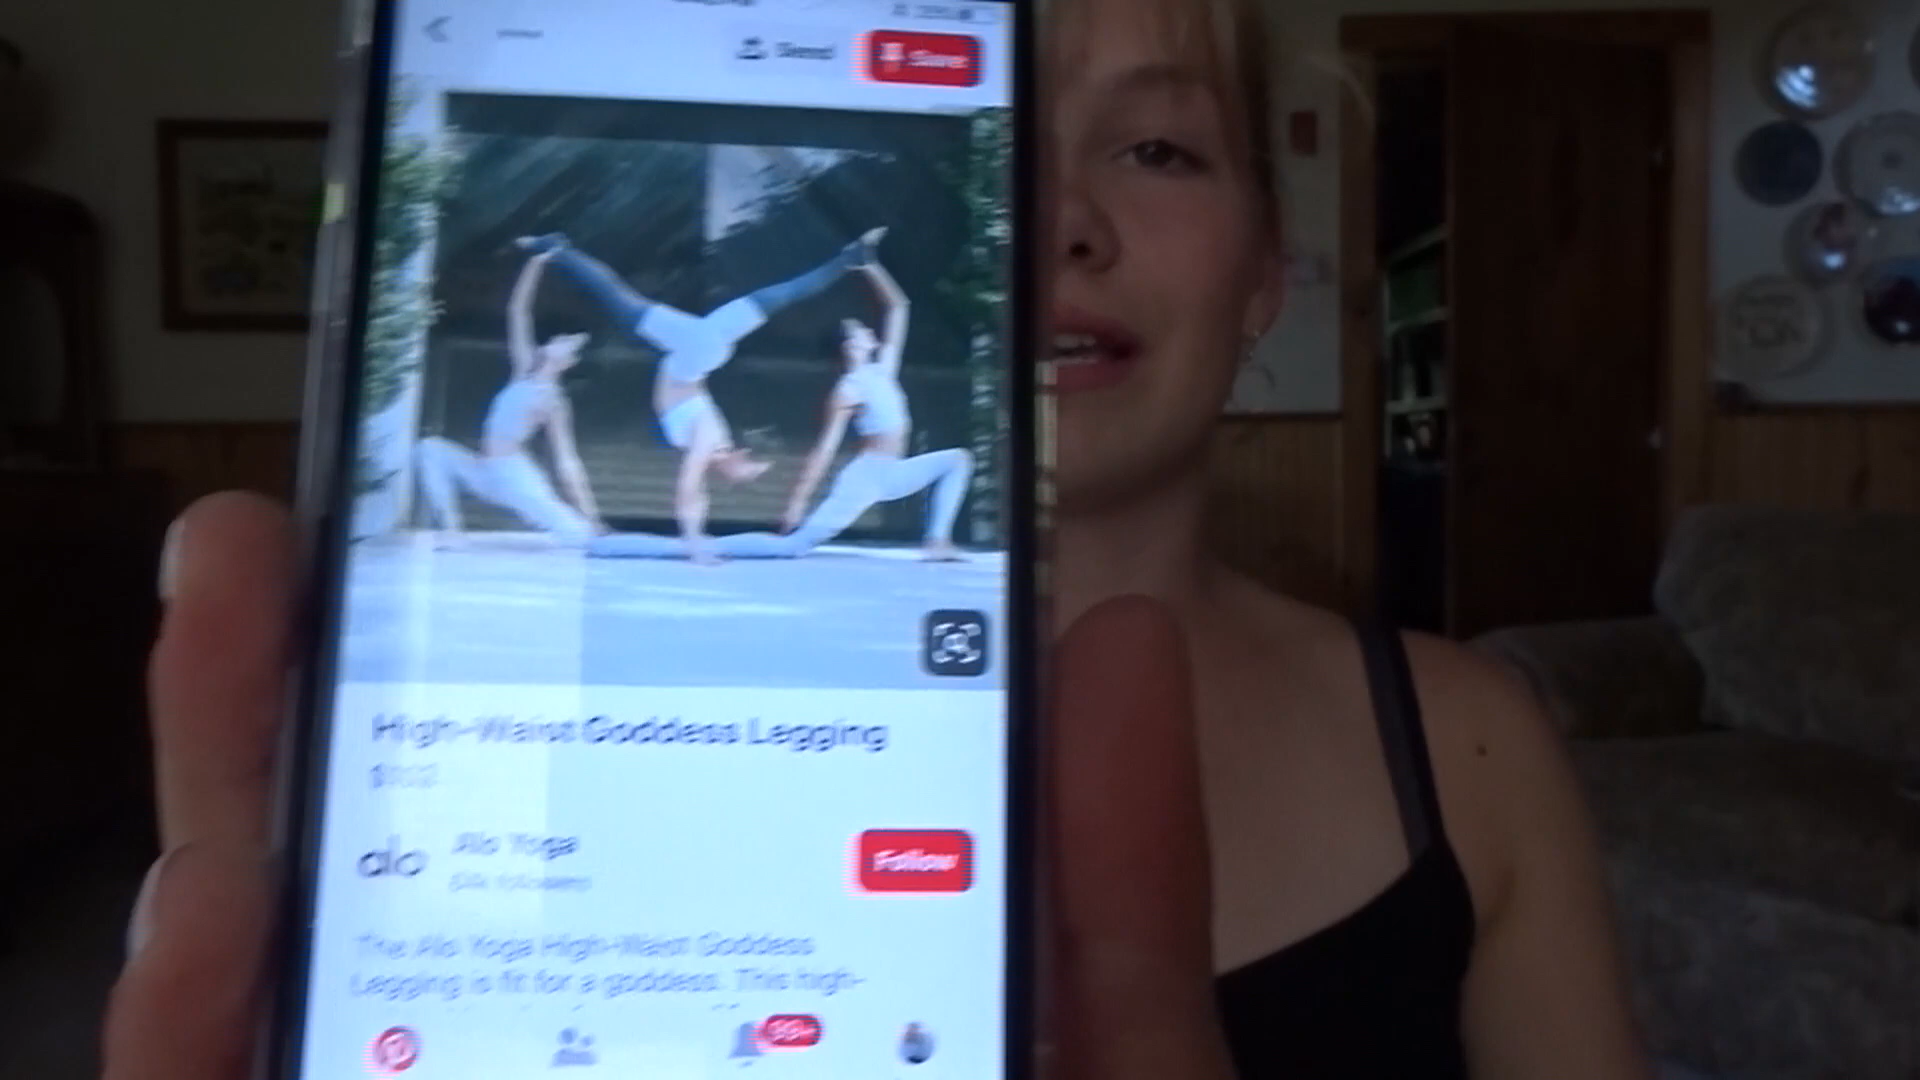 Send
Save
High-Waist Goddess Legging
alo
Alo Yoga
Follow
The Alo Yoga High-Waist Goddess
Legging is fit for a goddess. This high-
99+